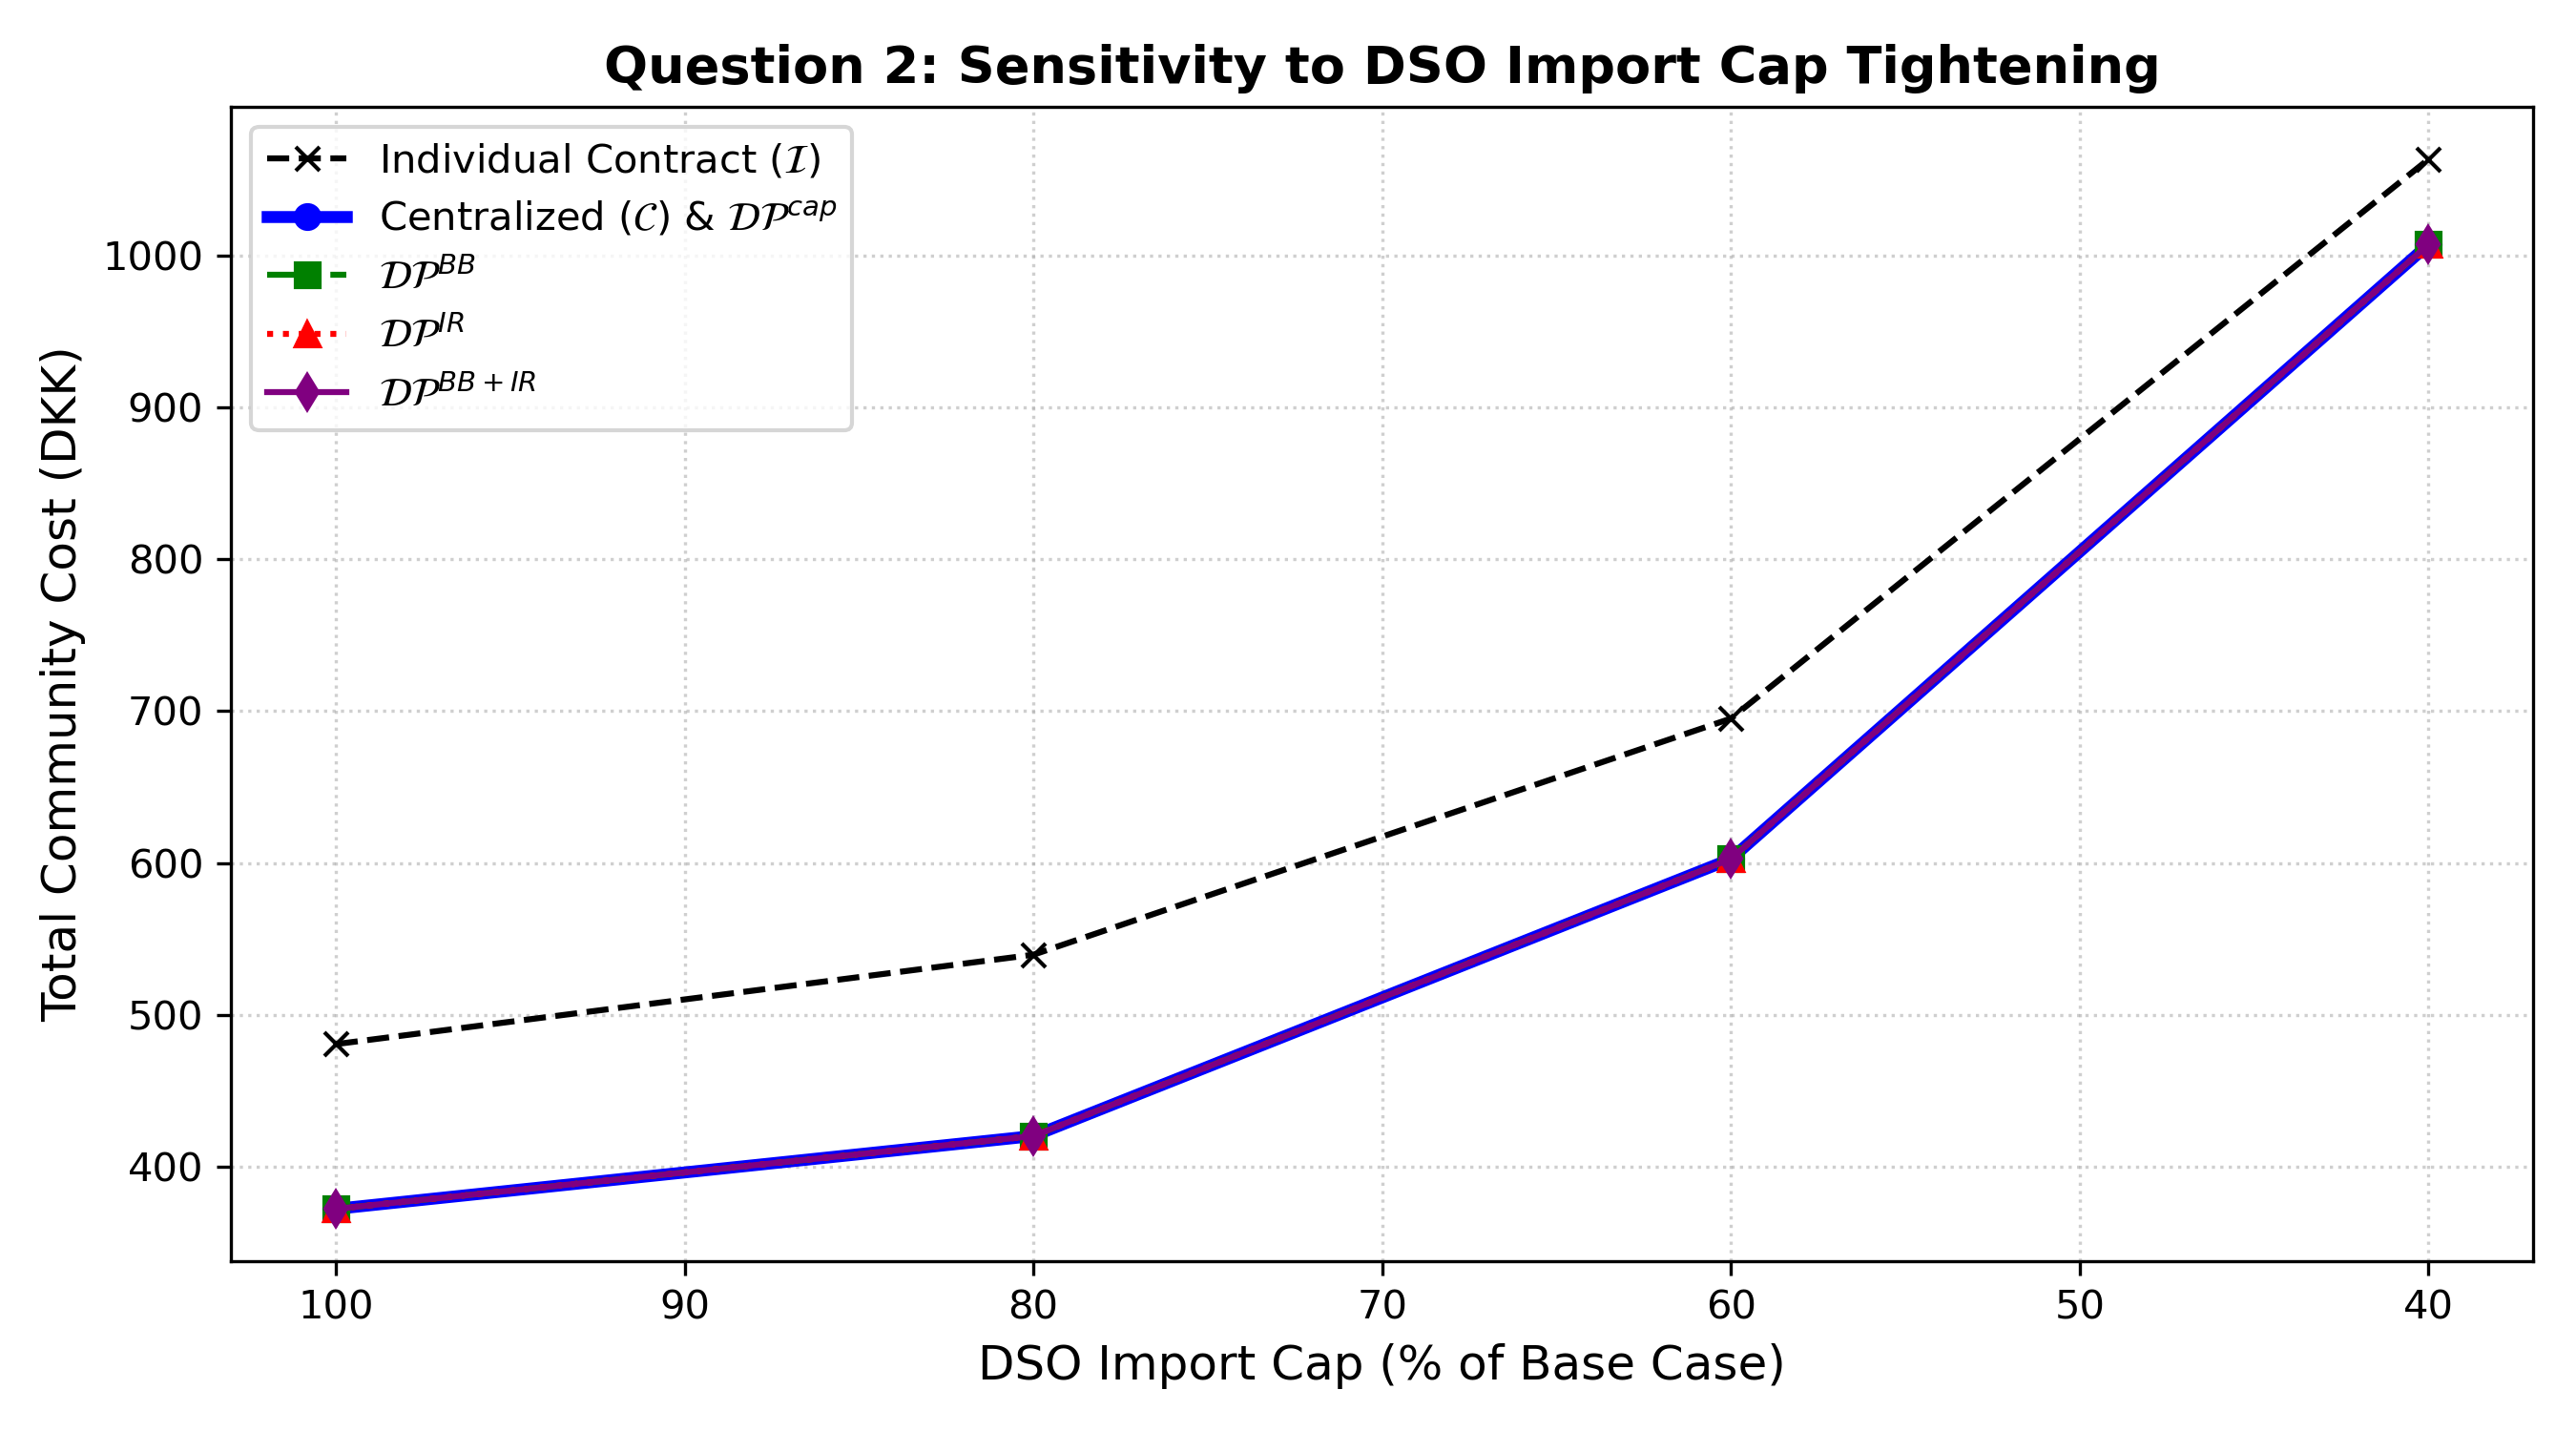 Question 2: Sensitivity to DSO Import Cap Tightening
Individual Contract (ℐ)
Centralized (𝒞) & 𝒟𝒫^cap
𝒟𝒫^BB
𝒟𝒫^IR
𝒟𝒫^BB + IR
Total Community Cost (DKK)
1000
900
800
700
600
500
400
100 90 80 70 60 50 40
DSO Import Cap (% of Base Case)